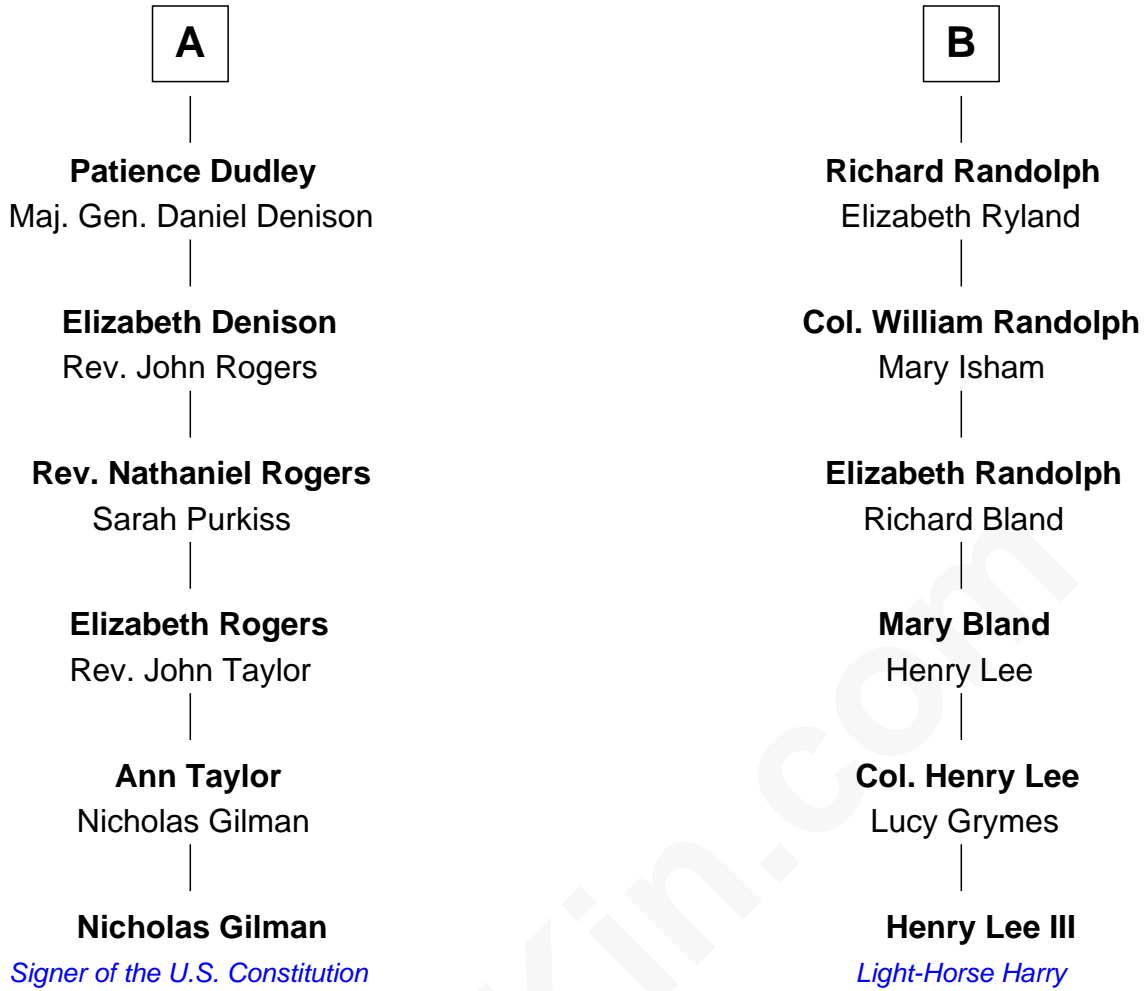 A
Patience Dudley
Maj. Gen. Daniel Denison
Elizabeth Denison
Rev. John Rogers
Rev. Nathaniel Rogers
Sarah Purkiss
Elizabeth Rogers
Rev. John Taylor
Ann Taylor
Nicholas Gilman
Nicholas Gilman
Signer of the U.S. Constitution
B
Richard Randolph
Elizabeth Ryland
Col. William Randolph
Mary Isham
Elizabeth Randolph
Richard Bland
Mary Bland
Henry Lee
Col. Henry Lee
Lucy Grymes
Henry Lee III
Light-Horse Harry